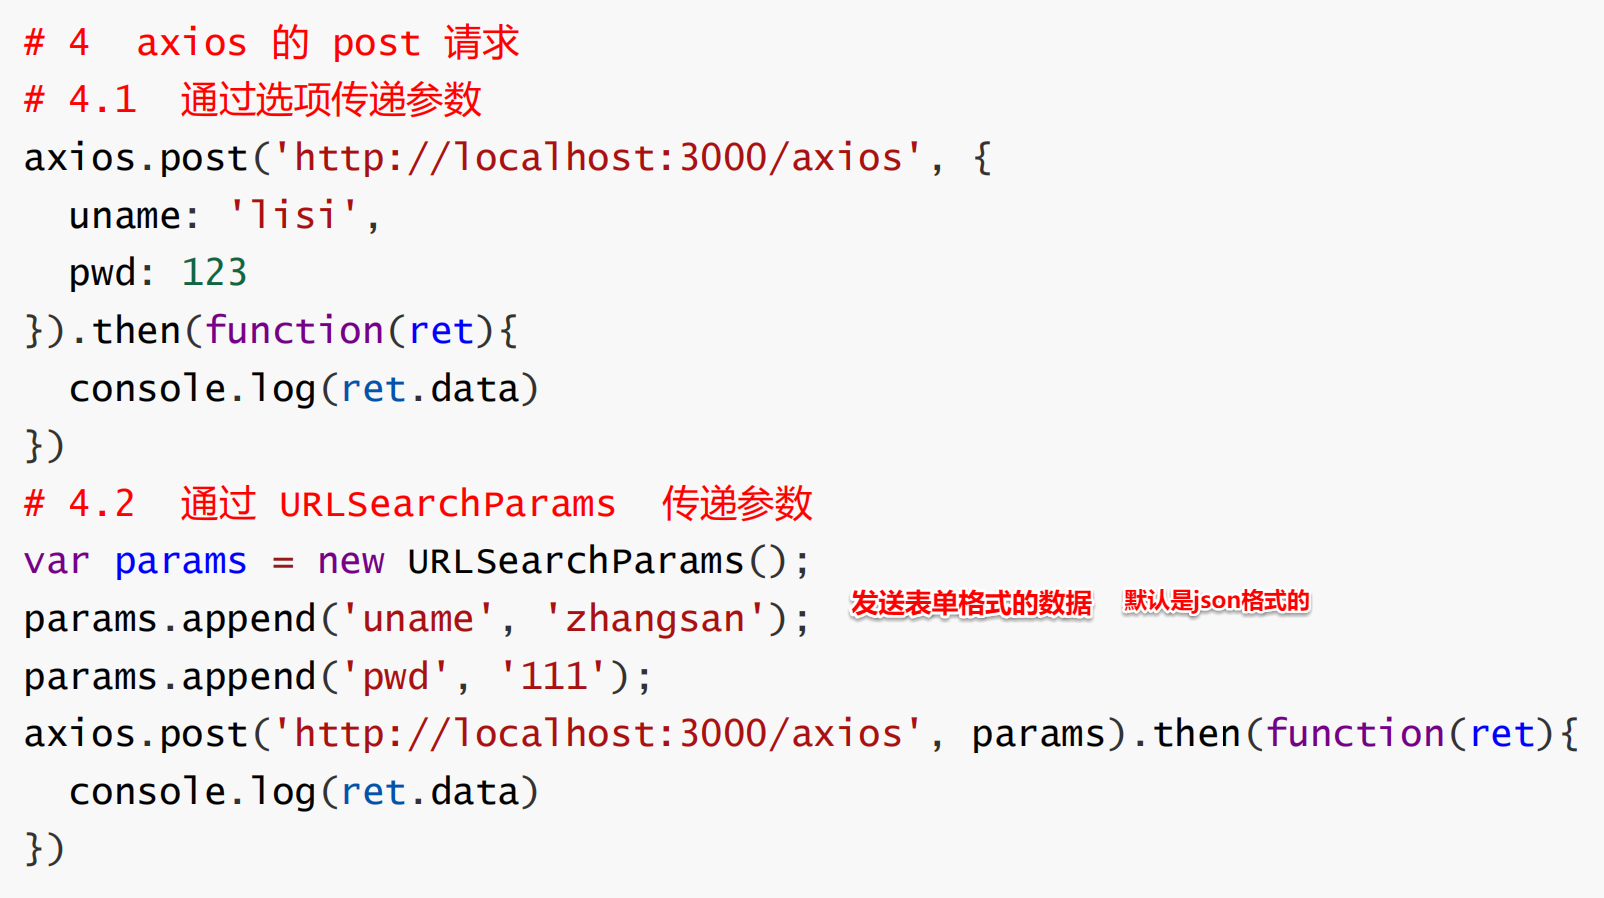 # 4  axios 的 post 请求
# 4.1  通过选项传递参数
axios.post('http://localhost:3000/axios', {
  uname: 'lisi',
  pwd: 123
}).then(function(ret){
  console.log(ret.data)
})
# 4.2  通过 URLSearchParams  传递参数
var params = new URLSearchParams();
params.append('uname', 'zhangsan'); 发送表单格式的数据 默认是json格式的
params.append('pwd', '111');
axios.post('http://localhost:3000/axios', params).then(function(ret){
  console.log(ret.data)
})